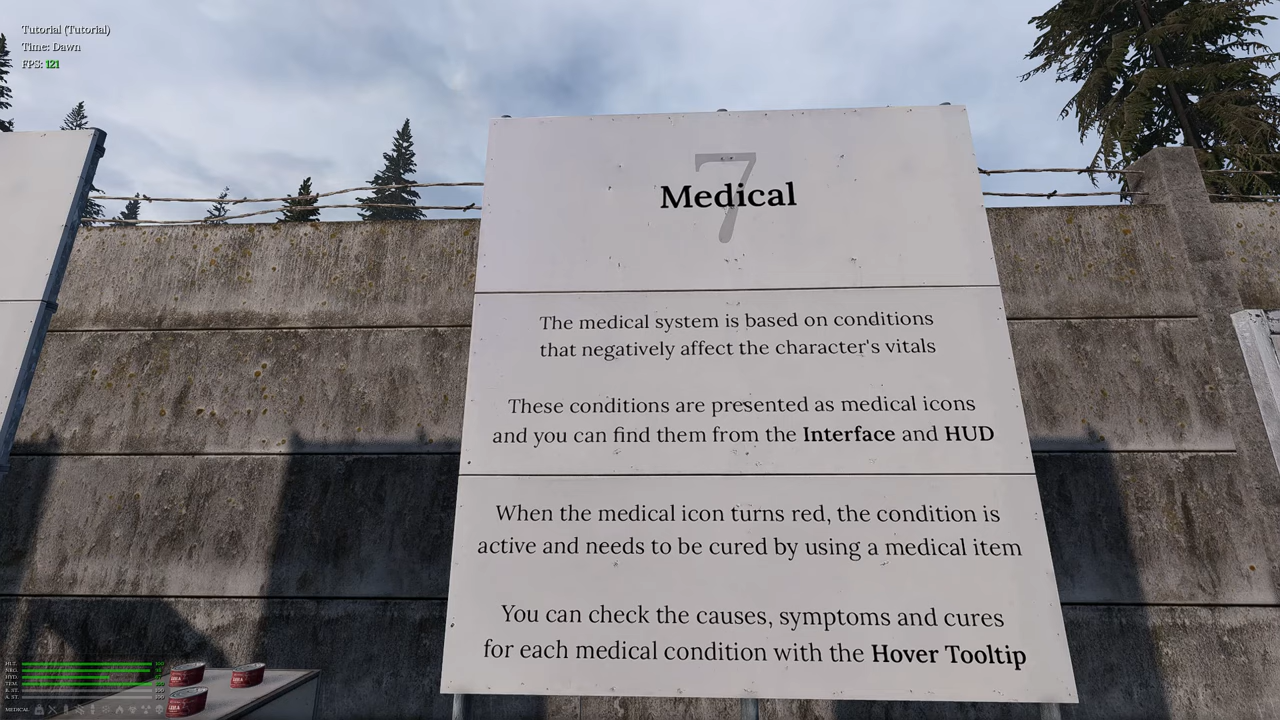 Tutorial (Tutorial)
Time: Dawn
FPS: 121
7
Medical
The medical system is based on conditions
that negatively affect the character's vitals
These conditions are presented as medical icons
and you can find them from the Interface and HUD
When the medical icon turns red, the condition is
active and needs to be cured by using a medical item
You can check the causes, symptoms and cures
for each medical condition with the Hover Tooltip
MEDICAL